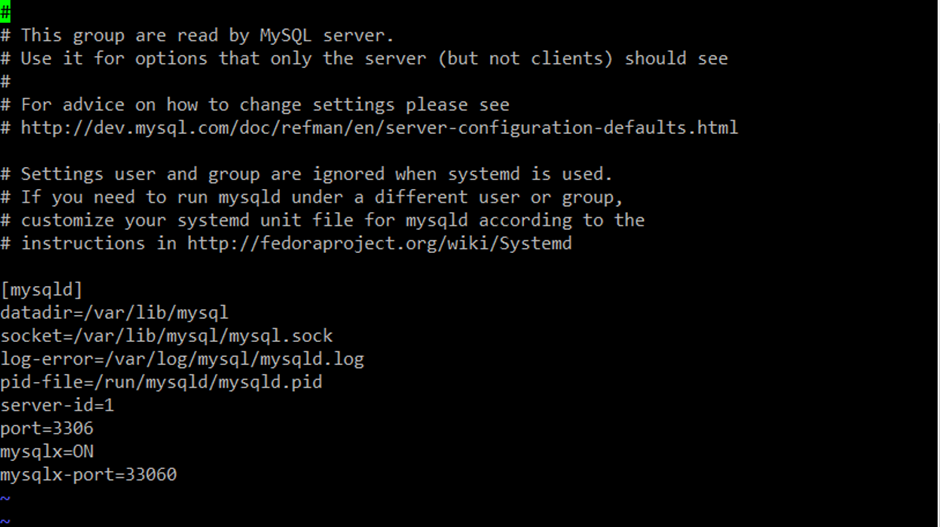 #
# This group are read by MySQL server.
# Use it for options that only the server (but not clients) should see
#
# For advice on how to change settings please see
# http://dev.mysql.com/doc/refman/en/server-configuration-defaults.html
# Settings user and group are ignored when systemd is used.
# If you need to run mysqld under a different user or group,
# customize your systemd unit file for mysqld according to the
# instructions in http://fedoraproject.org/wiki/Systemd
[mysqld]
datadir=/var/lib/mysql
socket=/var/lib/mysql/mysql.sock
log-error=/var/log/mysql/mysqld.log
pid-file=/run/mysqld/mysqld.pid
server-id=1
port=3306
mysqlx=ON
mysqlx-port=33060
~
~